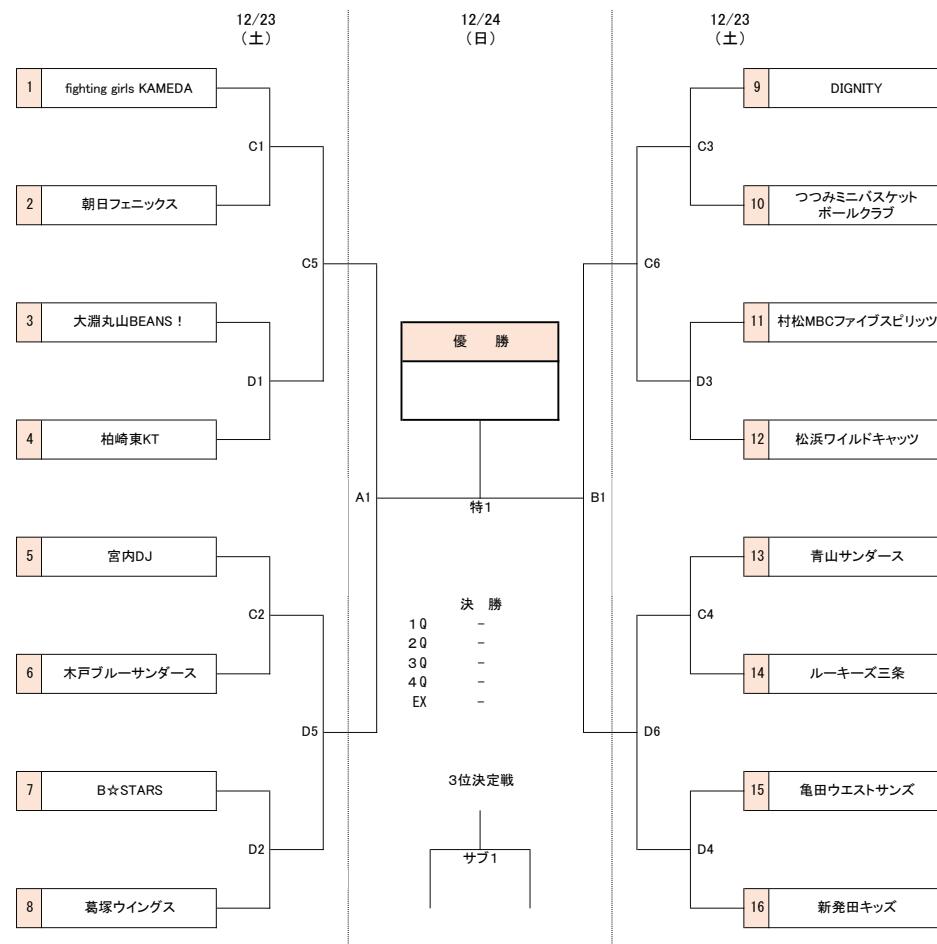 12/23
(土)
12/24
(日)
12/23
(土)
1
fighting girls KAMEDA
C1
2
朝日フェニックス
C5
3
大淵丸山BEANS！
D1
4
柏崎東KT
A1
5
宮内DJ
C2
6
木戸ブルーサンダース
D5
7
B☆STARS
D2
8
葛塚ウイングス
優　勝
特1
決　勝
1Q －
2Q －
3Q －
4Q －
EX －
3位決定戦
サブ1
9
DIGNITY
C3
10
つつみミニバスケット
ボールクラブ
C6
11
村松MBCファイブスピリッツ
D3
12
松浜ワイルドキャッツ
B1
13
青山サンダース
C4
14
ルーキーズ三条
D6
15
亀田ウエストサンズ
D4
16
新発田キッズ